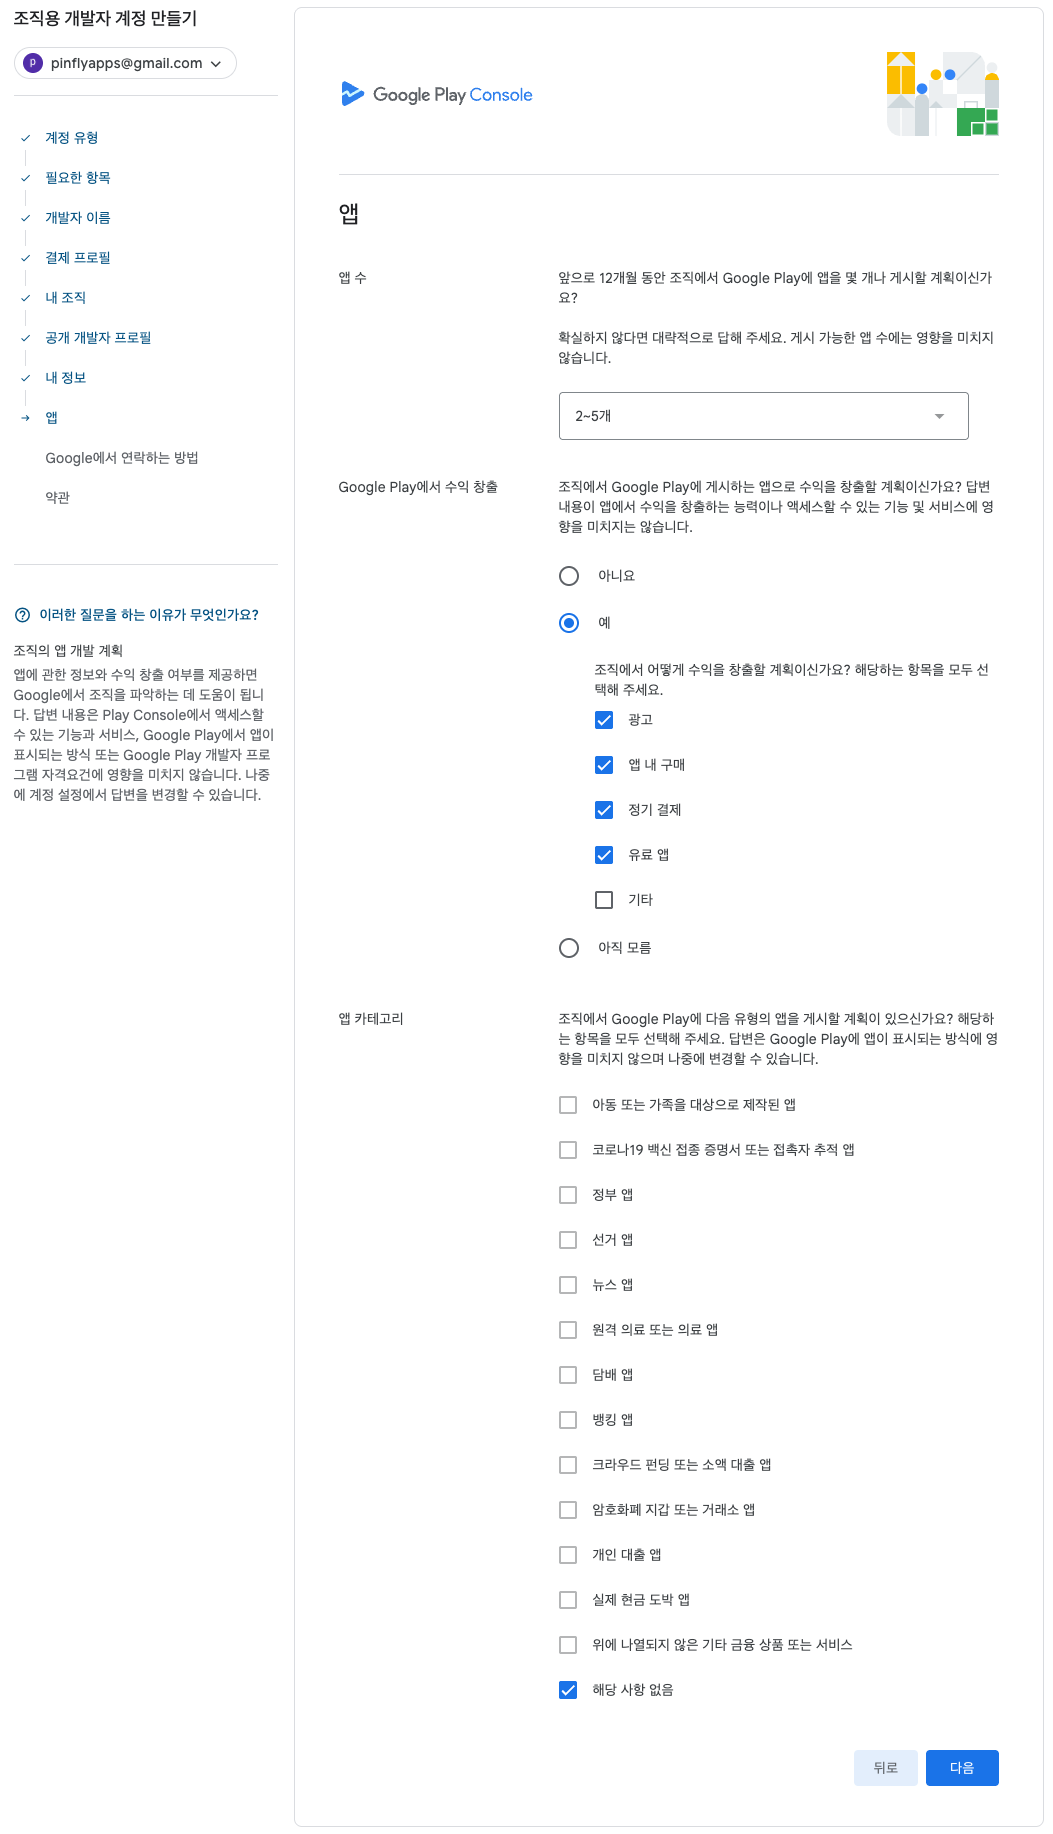 조직용 개발자 계정 만들기
p pinflyapps@gmail.com
계정 유형
필요한 항목
개발자 이름
결제 프로필
내 조직
공개 개발자 프로필
내 정보
앱
Google에서 연락하는 방법
약관
이러한 질문을 하는 이유가 무엇인가요?
조직의 앱 개발 계획
앱에 관한 정보와 수익 창출 여부를 제공하면
Google에서 조직을 파악하는 데 도움이 됩니
다. 답변 내용은 Play Console에서 액세스할
수 있는 기능과 서비스, Google Play에서 앱이
표시되는 방식 또는 Google Play 개발자 프로
그램 자격요건에 영향을 미치지 않습니다. 나중
에 계정 설정에서 답변을 변경할 수 있습니다.
Google Play Console
앱
앱 수
앞으로 12개월 동안 조직에서 Google Play에 앱을 몇 개나 게시할 계획이신가
요?
확실하지 않다면 대략적으로 답해 주세요. 게시 가능한 앱 수에는 영향을 미치지
않습니다.
2~5개
Google Play에서 수익 창출
조직에서 Google Play에 게시하는 앱으로 수익을 창출할 계획이신가요? 답변
내용이 앱에서 수익을 창출하는 능력이나 액세스할 수 있는 기능 및 서비스에 영
향을 미치지는 않습니다.
아니요
예
조직에서 어떻게 수익을 창출할 계획이신가요? 해당하는 항목을 모두 선
택해 주세요.
광고
앱 내 구매
정기 결제
유료 앱
기타
아직 모름
앱 카테고리
조직에서 Google Play에 다음 유형의 앱을 게시할 계획이 있으신가요? 해당하
는 항목을 모두 선택해 주세요. 답변은 Google Play에 앱이 표시되는 방식에 영
향을 미치지 않으며 나중에 변경할 수 있습니다.
아동 또는 가족을 대상으로 제작된 앱
코로나19 백신 접종 증명서 또는 접촉자 추적 앱
정부 앱
선거 앱
뉴스 앱
원격 의료 또는 의료 앱
담배 앱
뱅킹 앱
크라우드 펀딩 또는 소액 대출 앱
암호화폐 지갑 또는 거래소 앱
개인 대출 앱
실제 현금 도박 앱
위에 나열되지 않은 기타 금융 상품 또는 서비스
해당 사항 없음
뒤로
다음